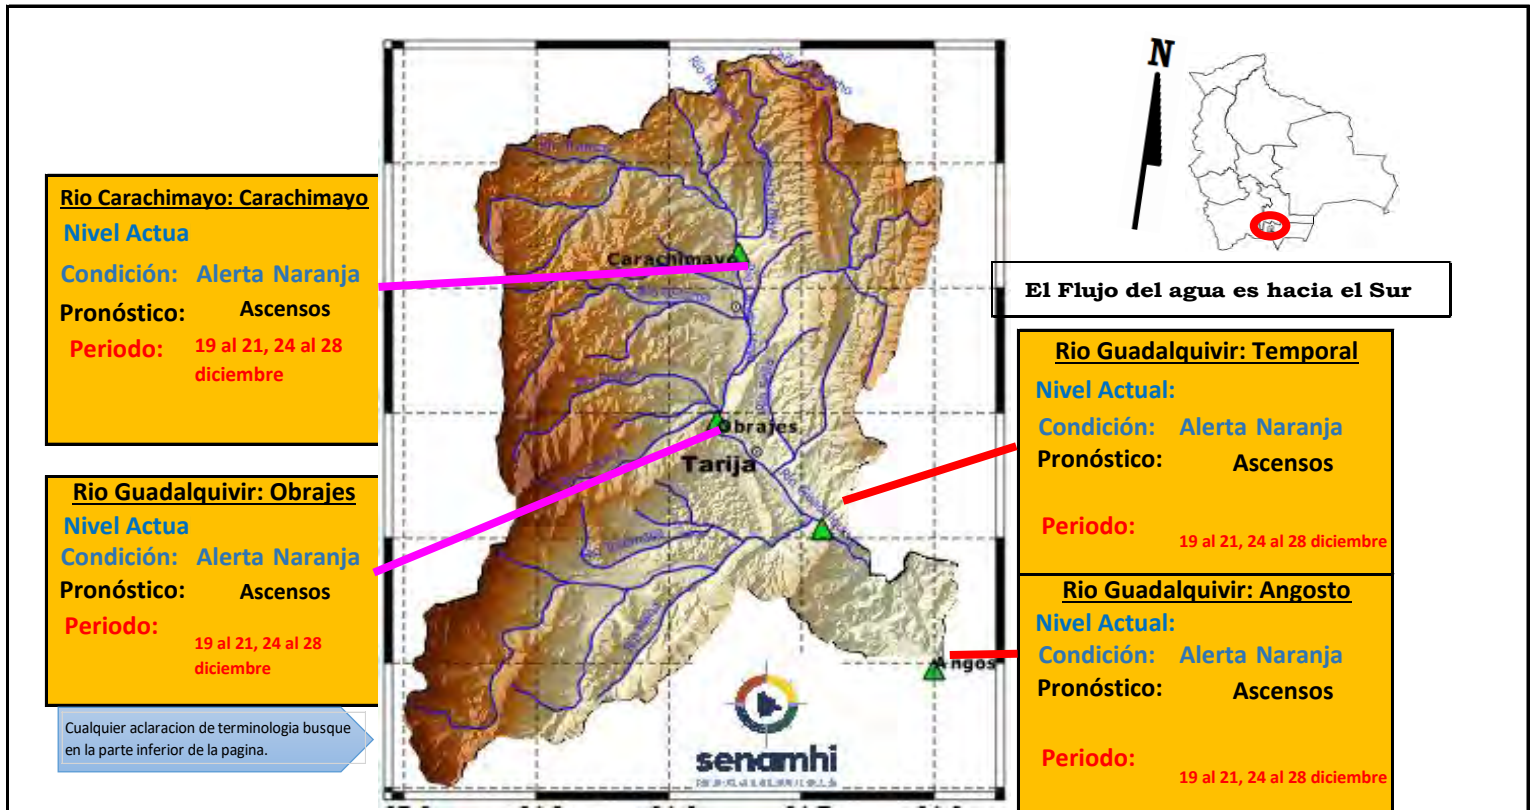 N
El Flujo del agua es hacia el Sur
Rio Carachimayo: Carachimayo
Nivel Actua
Condición: Alerta Naranja
Pronóstico: Ascensos
Periodo: 19 al 21, 24 al 28
diciembre
Rio Guadalquivir: Obrajes
Nivel Actua
Condición: Alerta Naranja
Pronóstico: Ascensos
Periodo:
19 al 21, 24 al 28
diciembre
Cualquier aclaracion de terminologia busque
en la parte inferior de la pagina.
Carachimayo
Obrajes
Tarija
Angos
senamhi
Rio Guadalquivir: Temporal
Nivel Actual:
Condición: Alerta Naranja
Pronóstico: Ascensos
Periodo:
19 al 21, 24 al 28 diciembre
Rio Guadalquivir: Angosto
Nivel Actual:
Condición: Alerta Naranja
Pronóstico: Ascensos
Periodo:
19 al 21, 24 al 28 diciembre